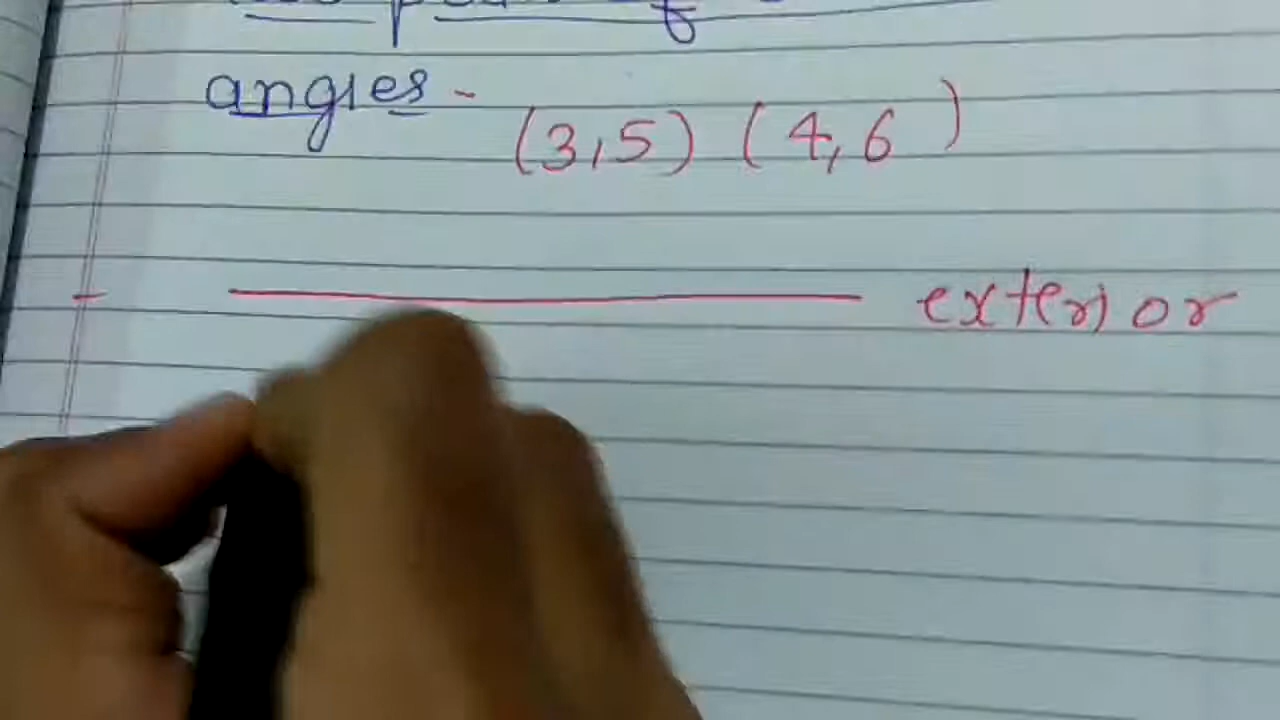 angles - (3,5) (4,6)
exterior